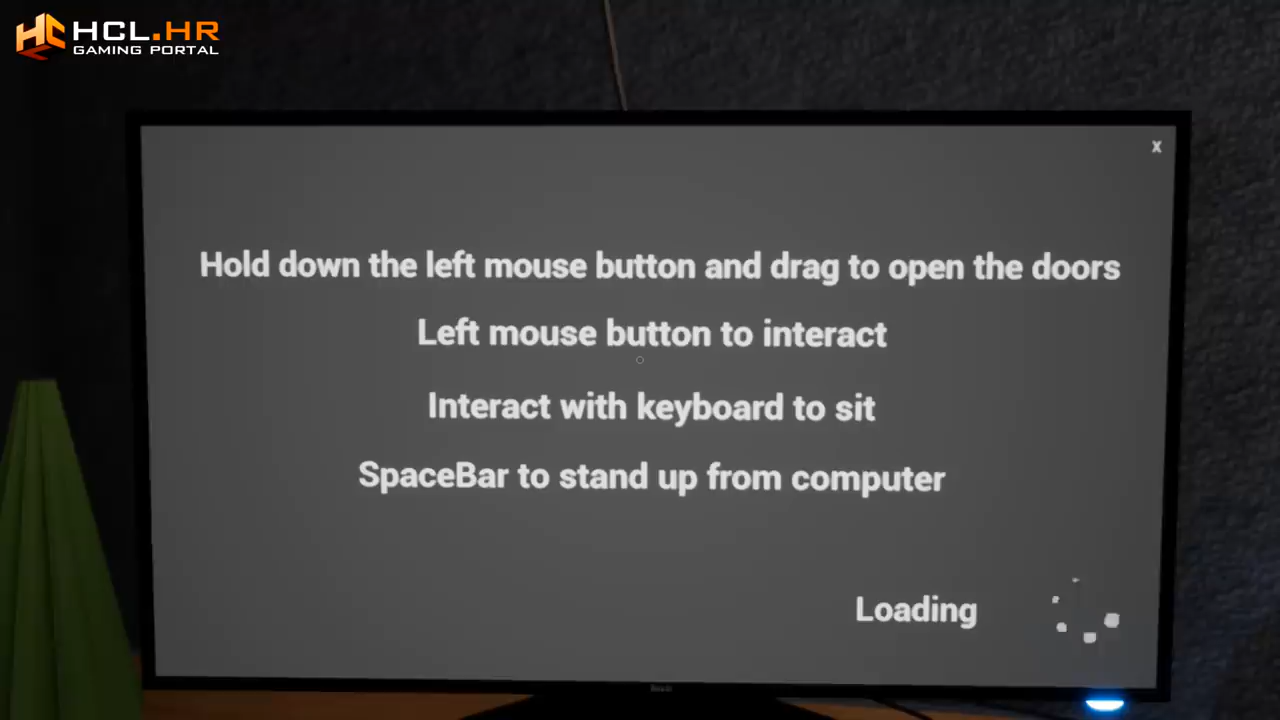 HCL.HR
GAMING PORTAL
X
Hold down the left mouse button and drag to open the doors
Left mouse button to interact
Interact with keyboard to sit
SpaceBar to stand up from computer
Loading